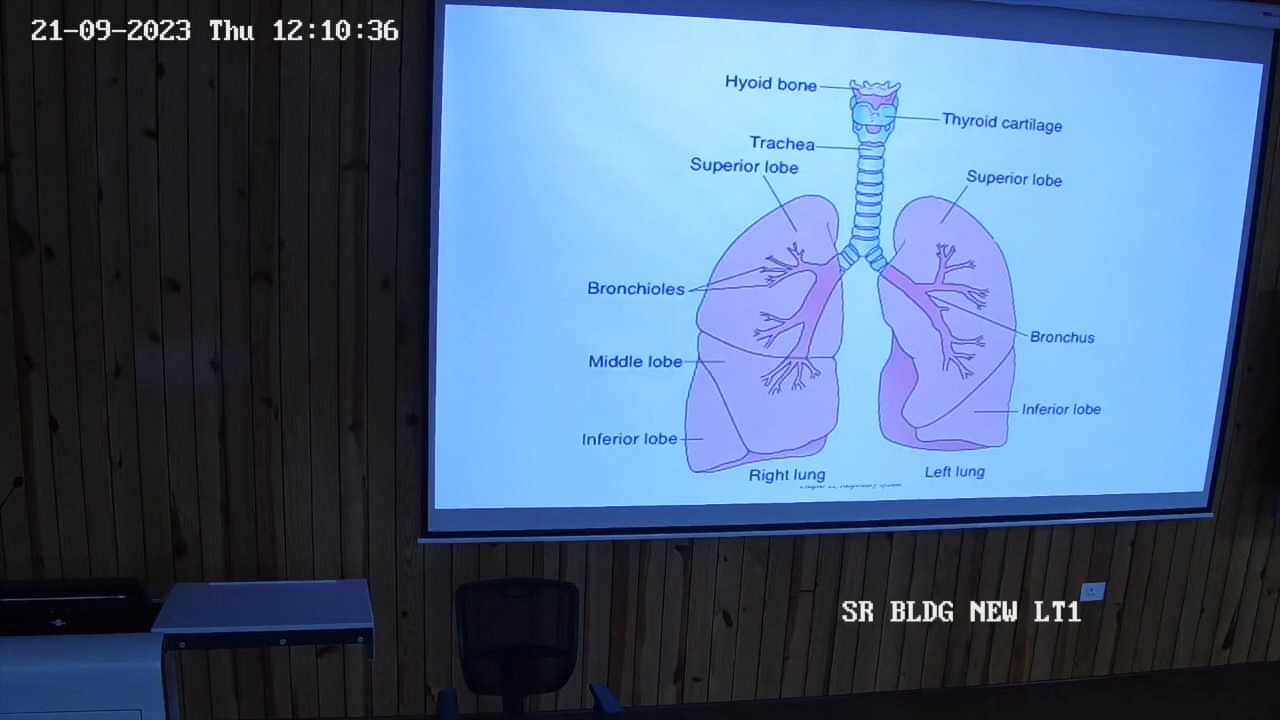 21-09-2023 Thu 12:10:36
Hyoid bone
Thyroid cartilage
Trachea
Superior lobe
Superior lobe
Bronchioles
Bronchus
Middle lobe
Inferior lobe
Inferior lobe
Right lung
Left lung
SR BLDG NEW LT1